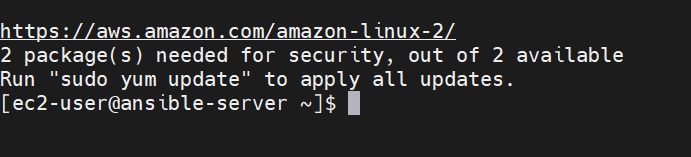 https://aws.amazon.com/amazon-linux-2/
2 package(s) needed for security, out of 2 available
Run "sudo yum update" to apply all updates.
[ec2-user@ansible-server ~]$